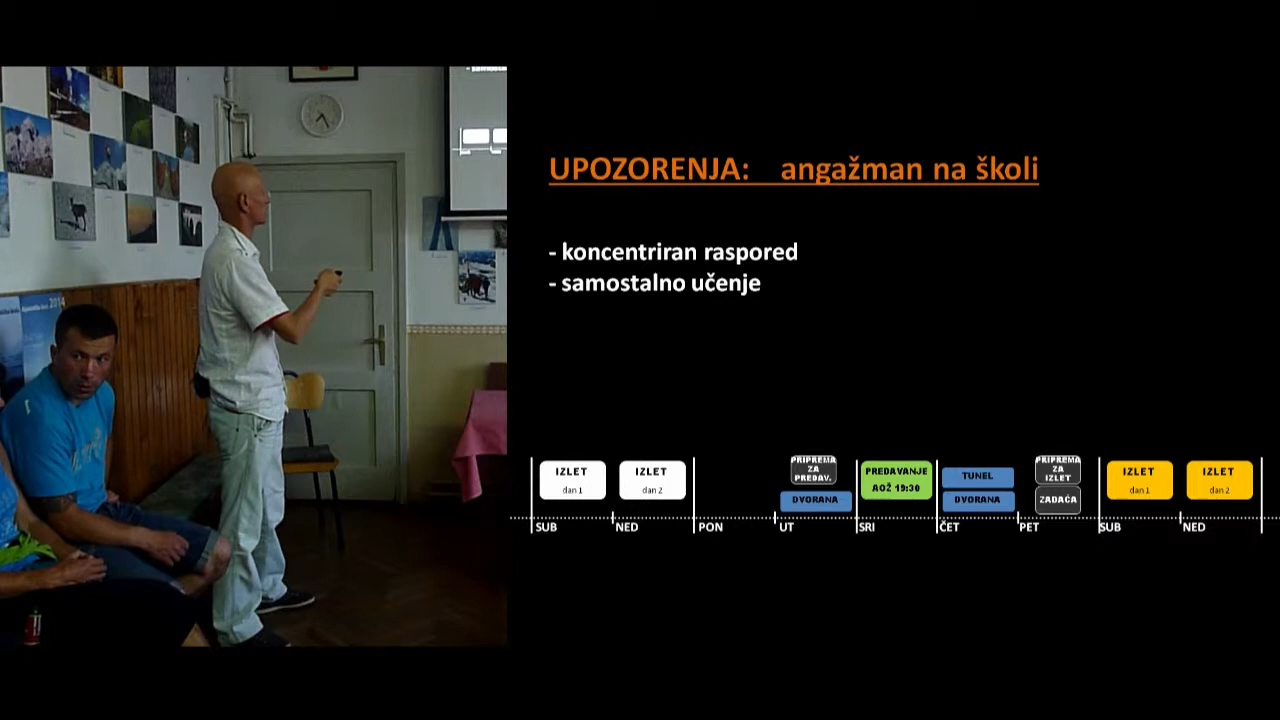 UPOZORENJA: angažman na školi
- koncentriran raspored
- samostalno učenje
IZLET
dan 1
IZLET
dan 2
PRIPREMA
ZA
PREDAV.
DVORANA
PREDAVANJE
AOŽ 19:30
TUNEL
DVORANA
PRIPREMA
ZA
IZLET
ZADAĆA
IZLET
dan 1
IZLET
dan 2
SUB NED PON UT SRI ČET PET SUB NED